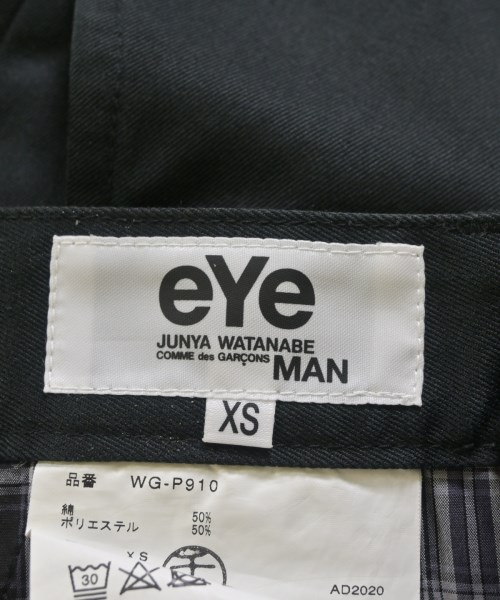 eYe
JUNYA WATANABE
COMME des GARÇONS
MAN
XS
品番 WG-P910
綿 50%
ポリエステル 50%
XS
30
AD2020